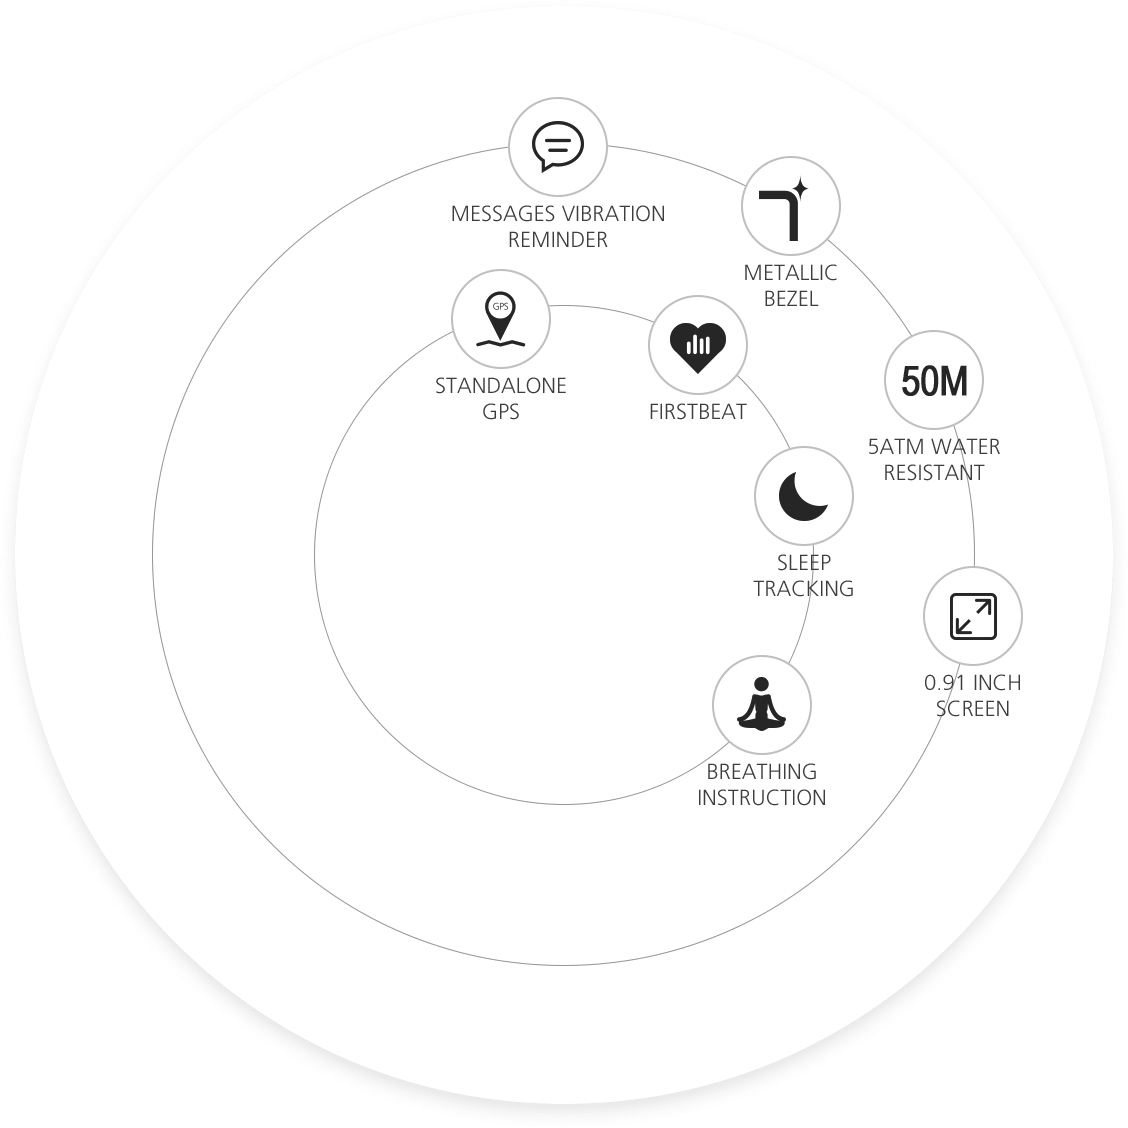 MESSAGES VIBRATION
REMINDER
METALLIC
BEZEL
GPS
STANDALONE
GPS
FIRSTBEAT
50M
5ATM WATER
RESISTANT
SLEEP
TRACKING
0.91 INCH
SCREEN
BREATHING
INSTRUCTION